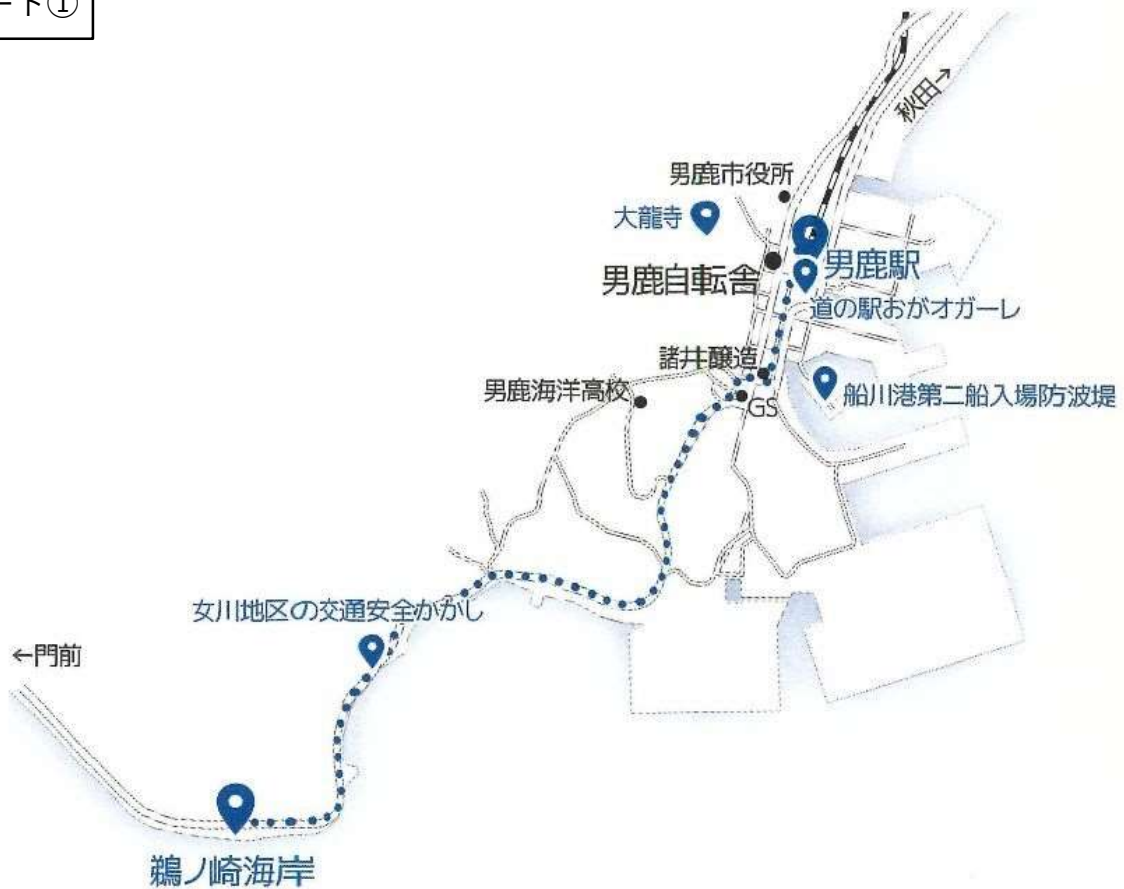 ート①
秋田→
男鹿市役所
大龍寺
男鹿駅
男鹿自転舎
道の駅おがオガーレ
諸井醸造
男鹿海洋高校
GS
船川港第二船入場防波堤
女川地区の交通安全かかし
←門前
鵜ノ崎海岸